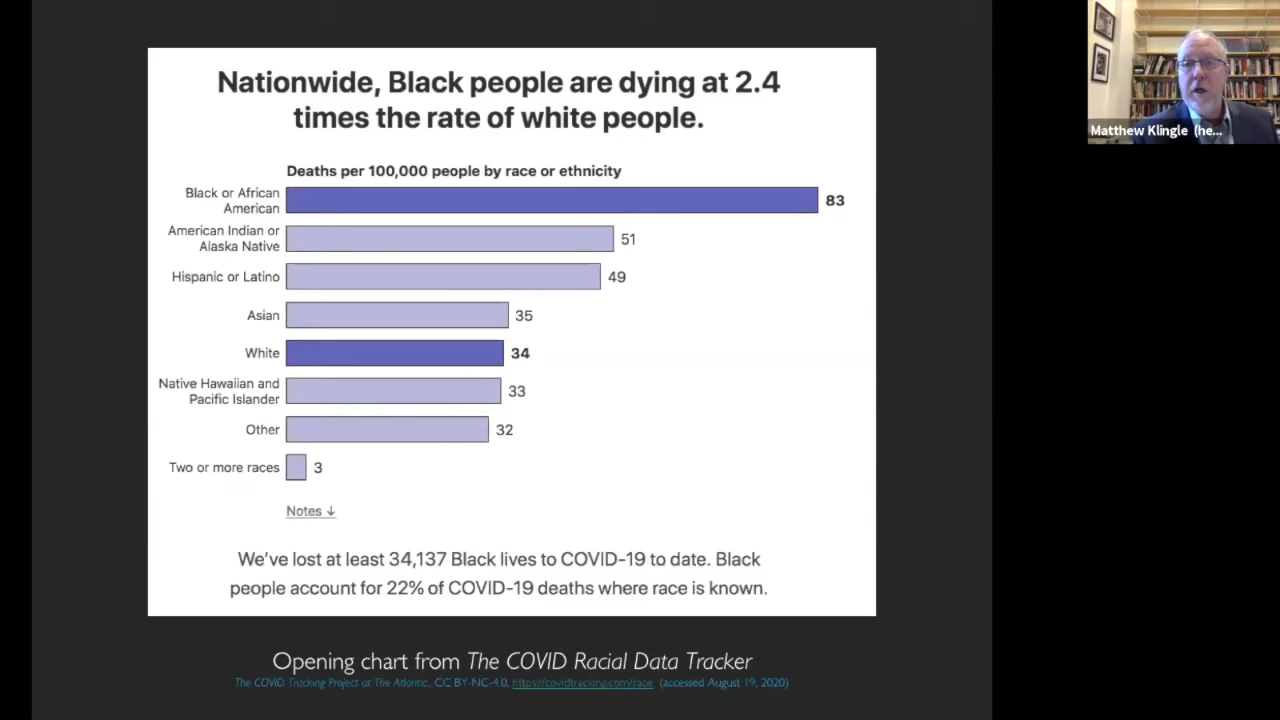 Nationwide, Black people are dying at 2.4
times the rate of white people.
Deaths per 100,000 people by race or ethnicity
Black or African
American
83
American Indian or
Alaska Native
51
Hispanic or Latino
49
Asian
35
White
34
Native Hawaiian and
Pacific Islander
33
Other
32
Two or more races
3
Notes ↓
We've lost at least 34,137 Black lives to COVID-19 to date. Black
people account for 22% of COVID-19 deaths where race is known.
Opening chart from The COVID Racial Data Tracker
The COVID Tracking Project at The Atlantic., CC BY-NC-4.0, https://covidtracking.com/race (accessed August 19, 2020)
Matthew Klingle (he...